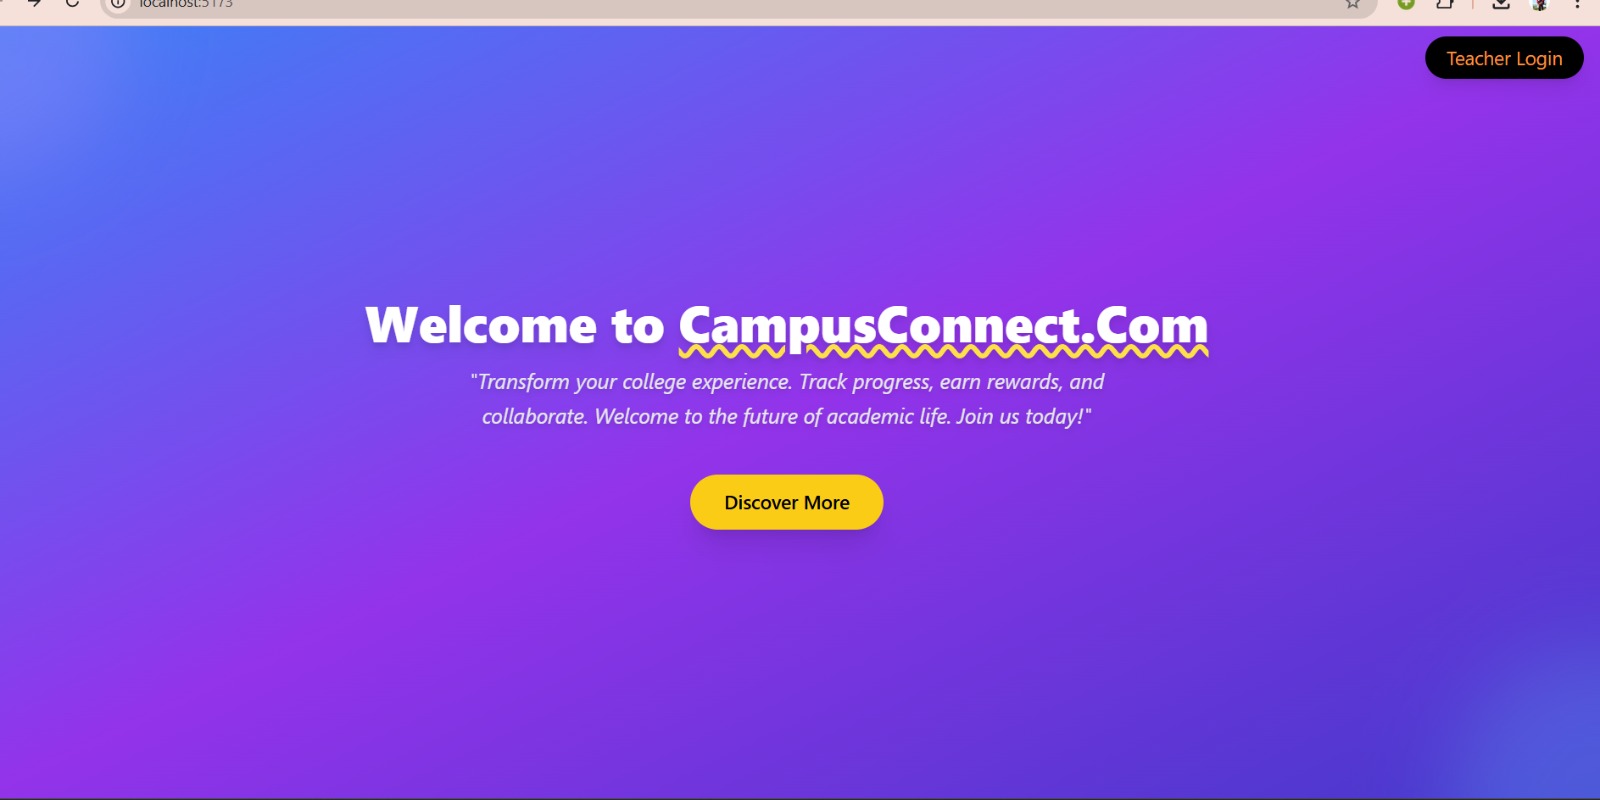 localhost:5173
Teacher Login
Welcome to CampusConnect.Com
"Transform your college experience. Track progress, earn rewards, and
collaborate. Welcome to the future of academic life. Join us today!"
Discover More